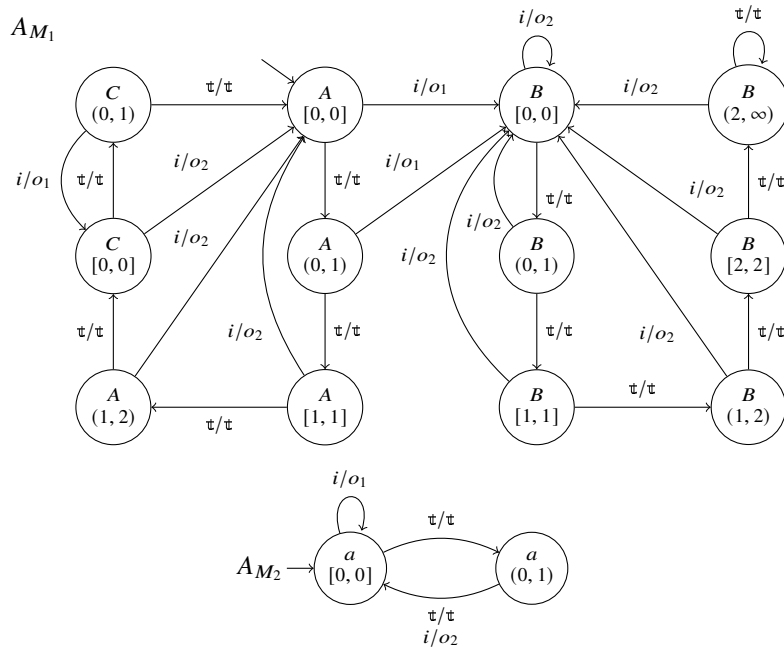 A_{M_1}
i/o_2
𝕥/𝕥
C
(0, 1)
𝕥/𝕥
A
[0, 0]
i/o_1
B
[0, 0]
i/o_2
B
(2, ∞)
i/o_1
𝕥/𝕥
i/o_2
𝕥/𝕥
i/o_1
𝕥/𝕥
i/o_2
𝕥/𝕥
C
[0, 0]
i/o_2
A
(0, 1)
i/o_2
i/o_2
B
(0, 1)
B
[2, 2]
𝕥/𝕥
i/o_2
𝕥/𝕥
𝕥/𝕥
i/o_2
𝕥/𝕥
A
(1, 2)
𝕥/𝕥
A
[1, 1]
B
[1, 1]
𝕥/𝕥
B
(1, 2)
i/o_1
𝕥/𝕥
A_{M_2}
a
[0, 0]
a
(0, 1)
𝕥/𝕥
i/o_2